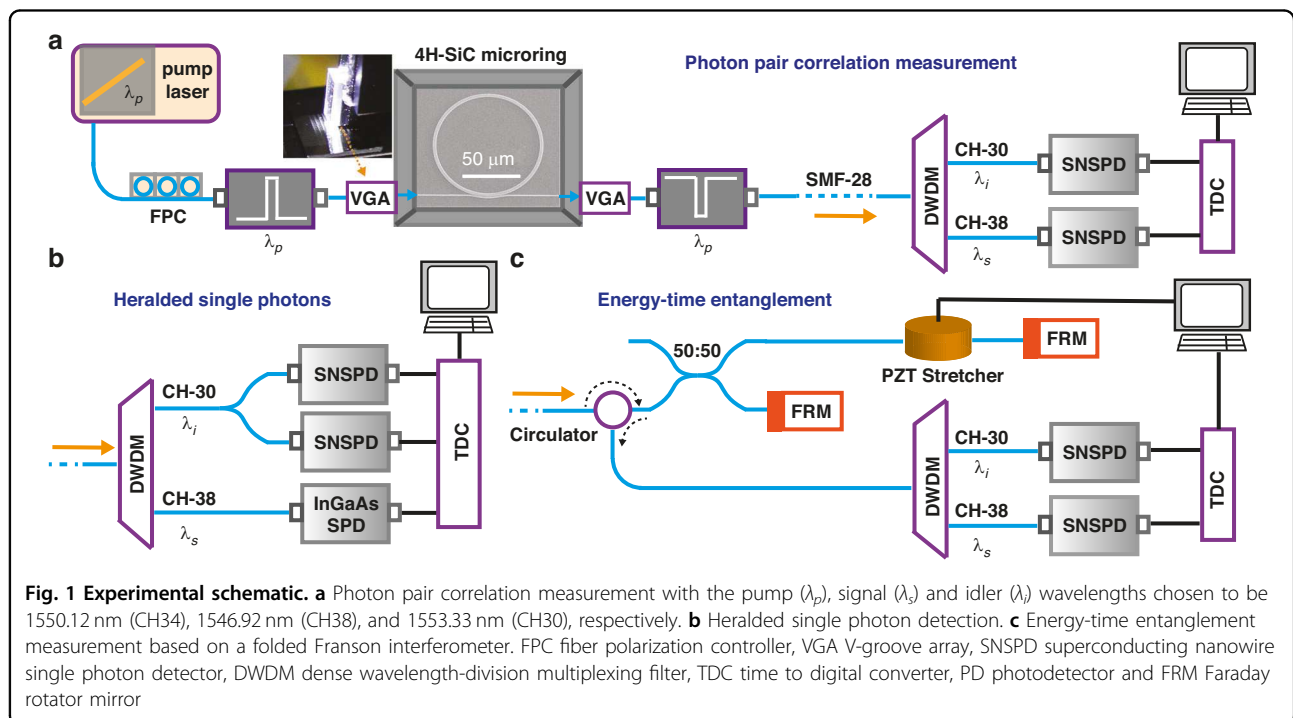 a
pump
laser
λp
FPC
λp
VGA
4H-SiC microring
50 μm
VGA
λp
Photon pair correlation measurement
SMF-28
DWDM
CH-30
λi
CH-38
λs
SNSPD
SNSPD
TDC
b
Heralded single photons
DWDM
CH-30
λi
CH-38
λs
SNSPD
SNSPD
InGaAs
SPD
TDC
c
Energy-time entanglement
Circulator
50:50
FRM
PZT Stretcher
FRM
DWDM
CH-30
λi
CH-38
λs
SNSPD
SNSPD
TDC
Fig. 1 Experimental schematic. a Photon pair correlation measurement with the pump (λp), signal (λs) and idler (λi) wavelengths chosen to be
1550.12 nm (CH34), 1546.92 nm (CH38), and 1553.33 nm (CH30), respectively. b Heralded single photon detection. c Energy-time entanglement
measurement based on a folded Franson interferometer. FPC fiber polarization controller, VGA V-groove array, SNSPD superconducting nanowire
single photon detector, DWDM dense wavelength-division multiplexing filter, TDC time to digital converter, PD photodetector and FRM Faraday
rotator mirror